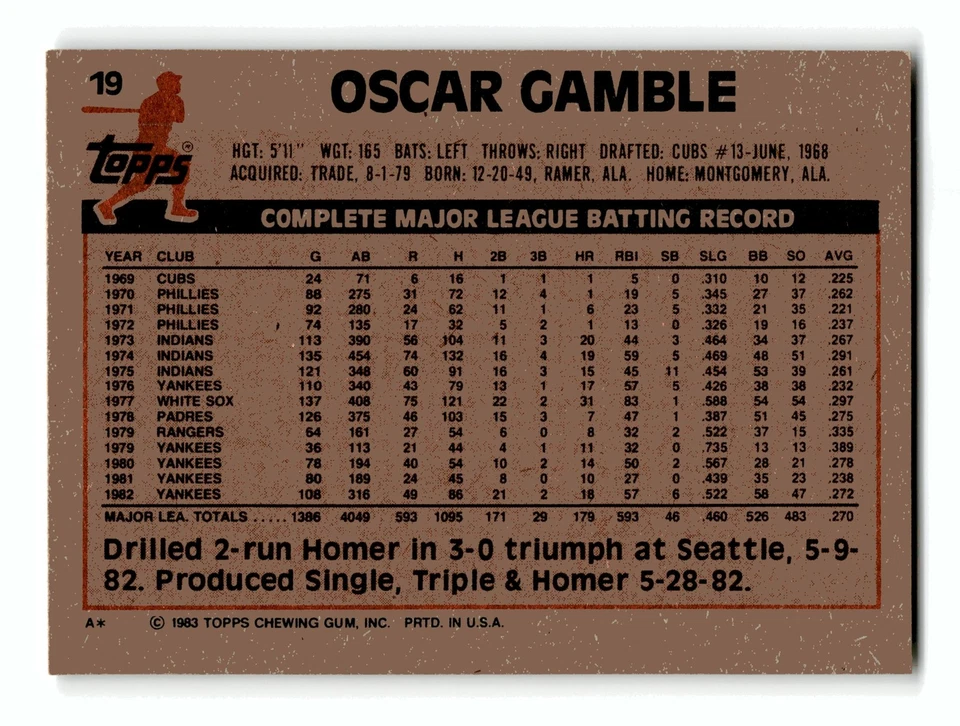 19
OSCAR GAMBLE
topps ®
HGT: 5'11" WGT: 165 BATS: LEFT THROWS: RIGHT DRAFTED: CUBS #13-JUNE, 1968
ACQUIRED: TRADE, 8-1-79 BORN: 12-20-49, RAMER, ALA. HOME: MONTGOMERY, ALA.
COMPLETE MAJOR LEAGUE BATTING RECORD
YEAR CLUB G AB R H 2B 3B HR RBI SB SLG BB SO AVG
1969 CUBS 24 71 6 16 1 1 1 5 0 .310 10 12 .225
1970 PHILLIES 88 275 31 72 12 4 1 19 5 .345 27 37 .262
1971 PHILLIES 92 280 24 62 11 1 6 23 5 .332 21 35 .221
1972 PHILLIES 74 135 17 32 5 2 1 13 0 .326 19 16 .237
1973 INDIANS 113 390 56 104 11 3 20 44 3 .464 34 37 .267
1974 INDIANS 135 454 74 132 16 4 19 59 5 .469 48 51 .291
1975 INDIANS 121 348 60 91 16 3 15 45 11 .454 53 39 .261
1976 YANKEES 110 340 43 79 13 1 17 57 5 .426 38 38 .232
1977 WHITE SOX 137 408 75 121 22 2 31 83 1 .588 54 54 .297
1978 PADRES 126 375 46 103 15 3 7 47 1 .387 51 45 .275
1979 RANGERS 64 161 27 54 6 0 8 32 2 .522 37 15 .335
1979 YANKEES 36 113 21 44 4 1 11 32 0 .735 13 13 .389
1980 YANKEES 78 194 40 54 10 2 14 50 2 .567 28 21 .278
1981 YANKEES 80 189 24 45 8 0 10 27 0 .439 35 23 .238
1982 YANKEES 108 316 49 86 21 2 18 57 6 .522 58 47 .272
MAJOR LEA. TOTALS ..... 1386 4049 593 1095 171 29 179 593 46 .460 526 483 .270
Drilled 2-run Homer in 3-0 triumph at Seattle, 5-9-
82. Produced Single, Triple & Homer 5-28-82.
A* © 1983 TOPPS CHEWING GUM, INC. PRTD. IN U.S.A.